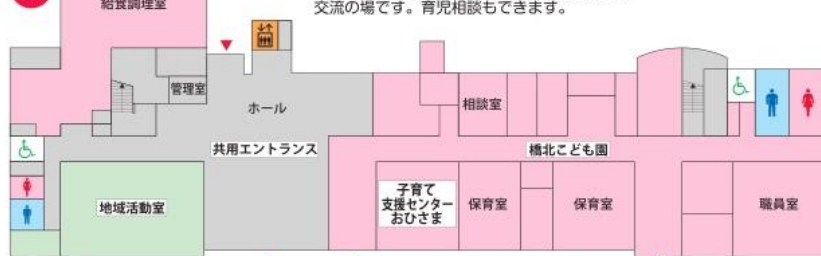 給食調理室
交流の場です。育児相談もできます。
管理室
ホール
相談室
共用エントランス
橋北こども園
地域活動室
子育て
支援センター
おひさま
保育室
保育室
職員室